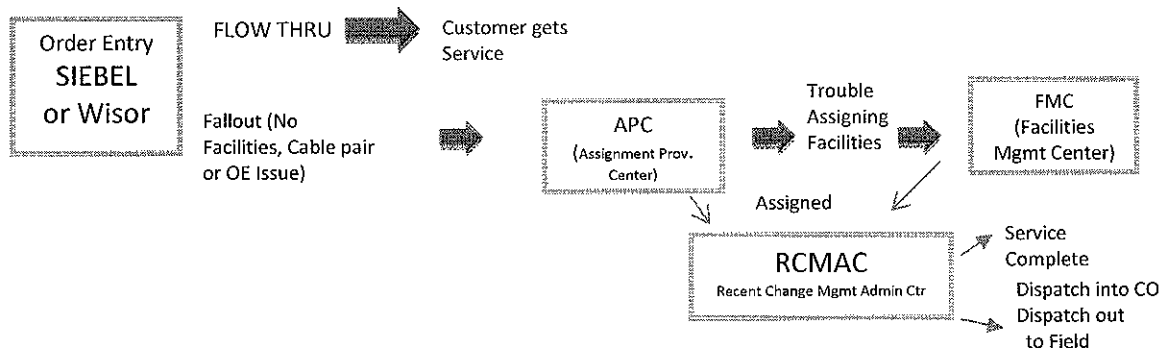 Order Entry
SIEBEL
or Wisor
FLOW THRU
Customer gets
Service
Fallout (No
Facilities, Cable pair
or OE Issue)
APC
(Assignment Prov.
Center)
Trouble
Assigning
Facilities
FMC
(Facilities
Mgmt Center)
Assigned
RCMAC
Recent Change Mgmt Admin Ctr
Service
Complete
Dispatch into CO
Dispatch out
to Field